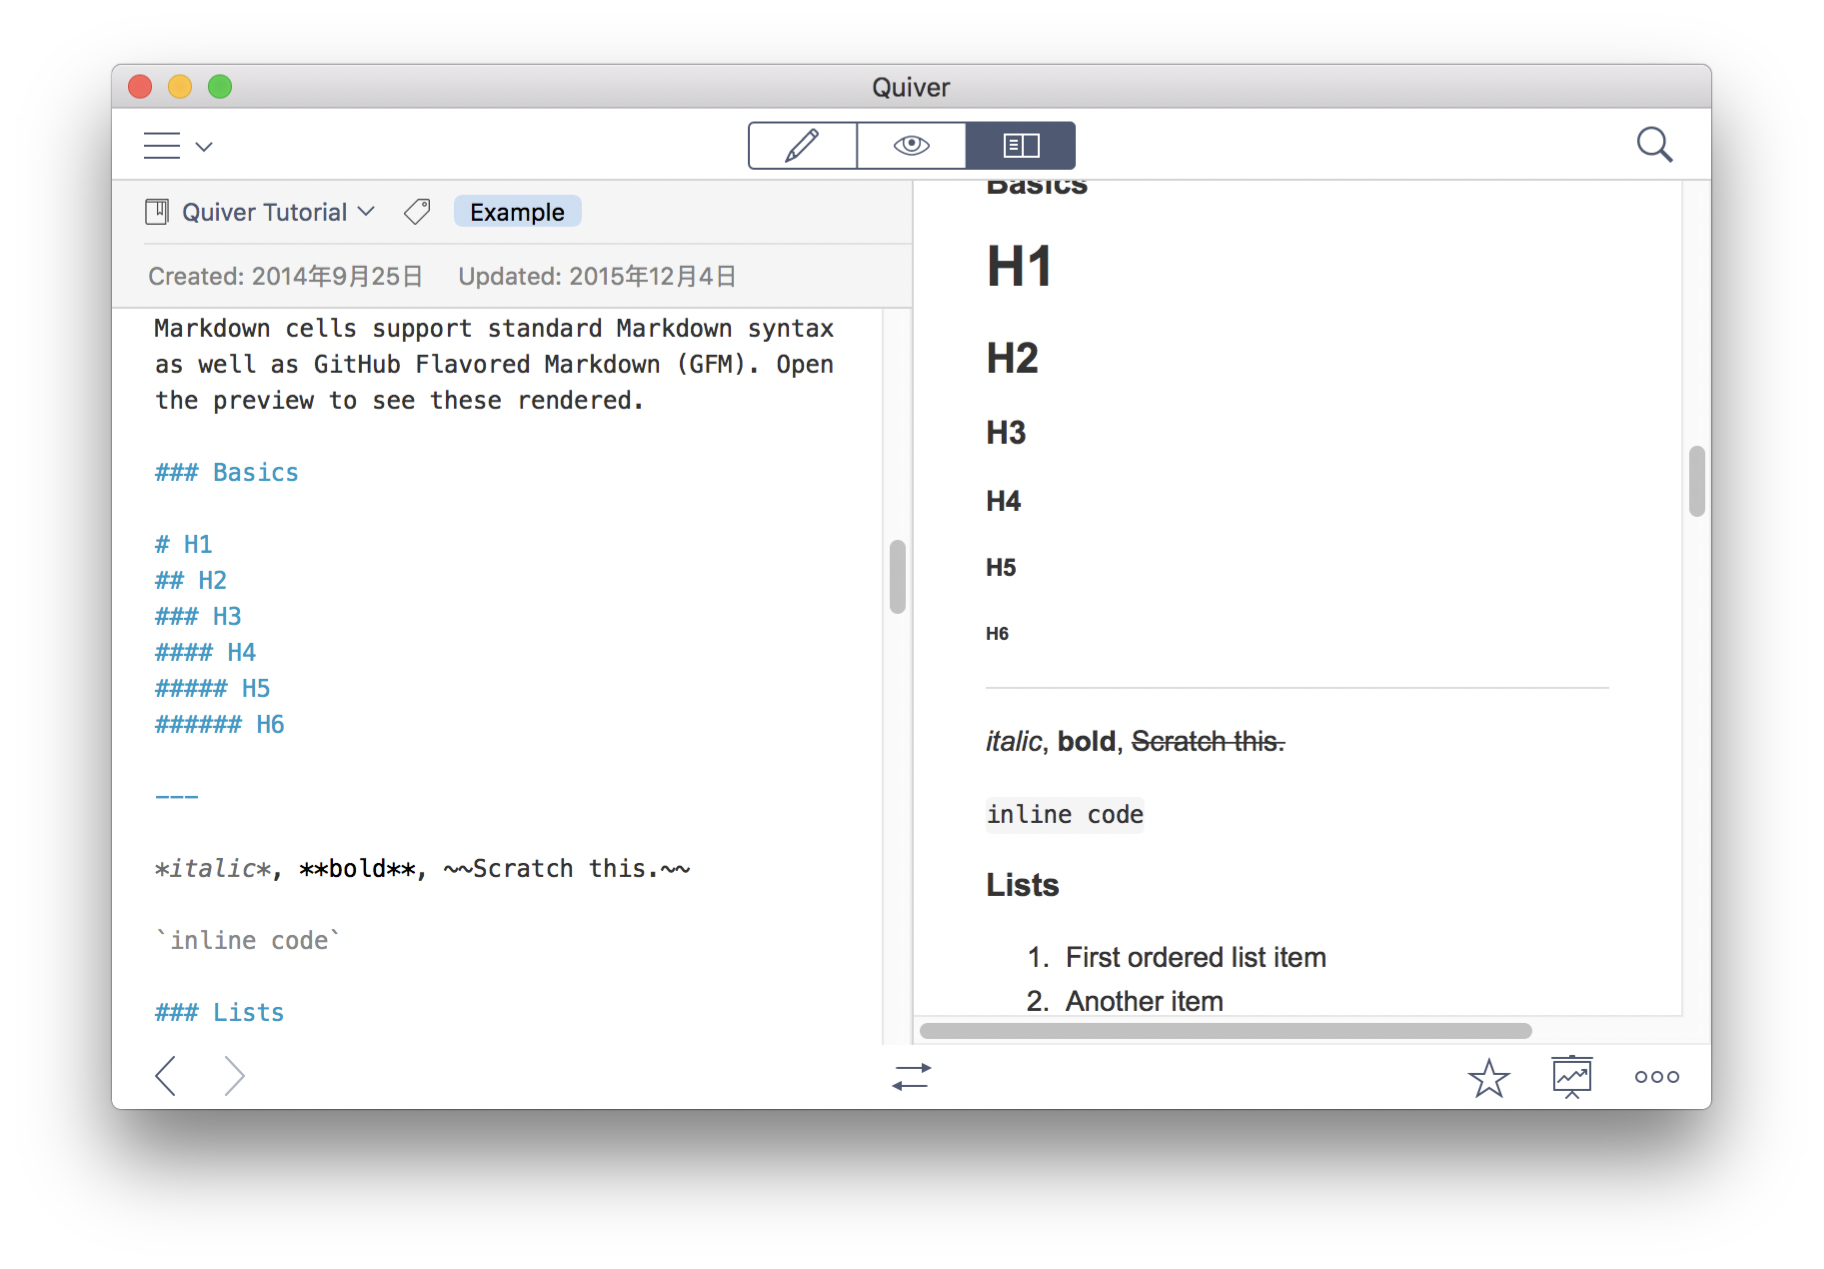 Quiver
Quiver Tutorial
Example
Created: 2014年9月25日 Updated: 2015年12月4日
Markdown cells support standard Markdown syntax
as well as GitHub Flavored Markdown (GFM). Open
the preview to see these rendered.
### Basics
# H1
## H2
### H3
#### H4
##### H5
###### H6
---
*italic*, **bold**, ~~Scratch this.~~
`inline code`
### Lists
Basics
H1
H2
H3
H4
H5
H6
italic, bold, Scratch this.
inline code
Lists
1. First ordered list item
2. Another item